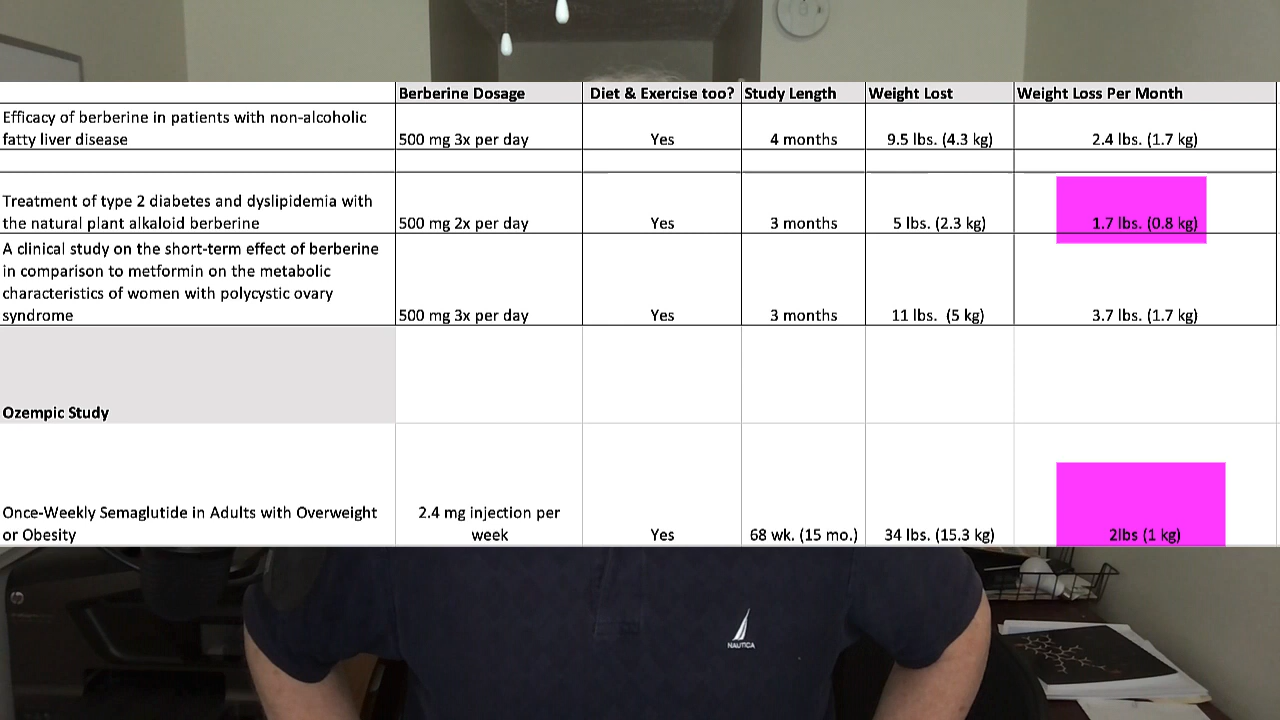 Berberine Dosage Diet & Exercise too? Study Length Weight Lost Weight Loss Per Month
Efficacy of berberine in patients with non-alcoholic
fatty liver disease 500 mg 3x per day Yes 4 months 9.5 lbs. (4.3 kg) 2.4 lbs. (1.7 kg)
Treatment of type 2 diabetes and dyslipidemia with
the natural plant alkaloid berberine 500 mg 2x per day Yes 3 months 5 lbs. (2.3 kg) 1.7 lbs. (0.8 kg)
A clinical study on the short-term effect of berberine
in comparison to metformin on the metabolic
characteristics of women with polycystic ovary
syndrome 500 mg 3x per day Yes 3 months 11 lbs. (5 kg) 3.7 lbs. (1.7 kg)
Ozempic Study
Once-Weekly Semaglutide in Adults with Overweight
or Obesity 2.4 mg injection per
week Yes 68 wk. (15 mo.) 34 lbs. (15.3 kg) 2lbs (1 kg)
NAUTICA
hp